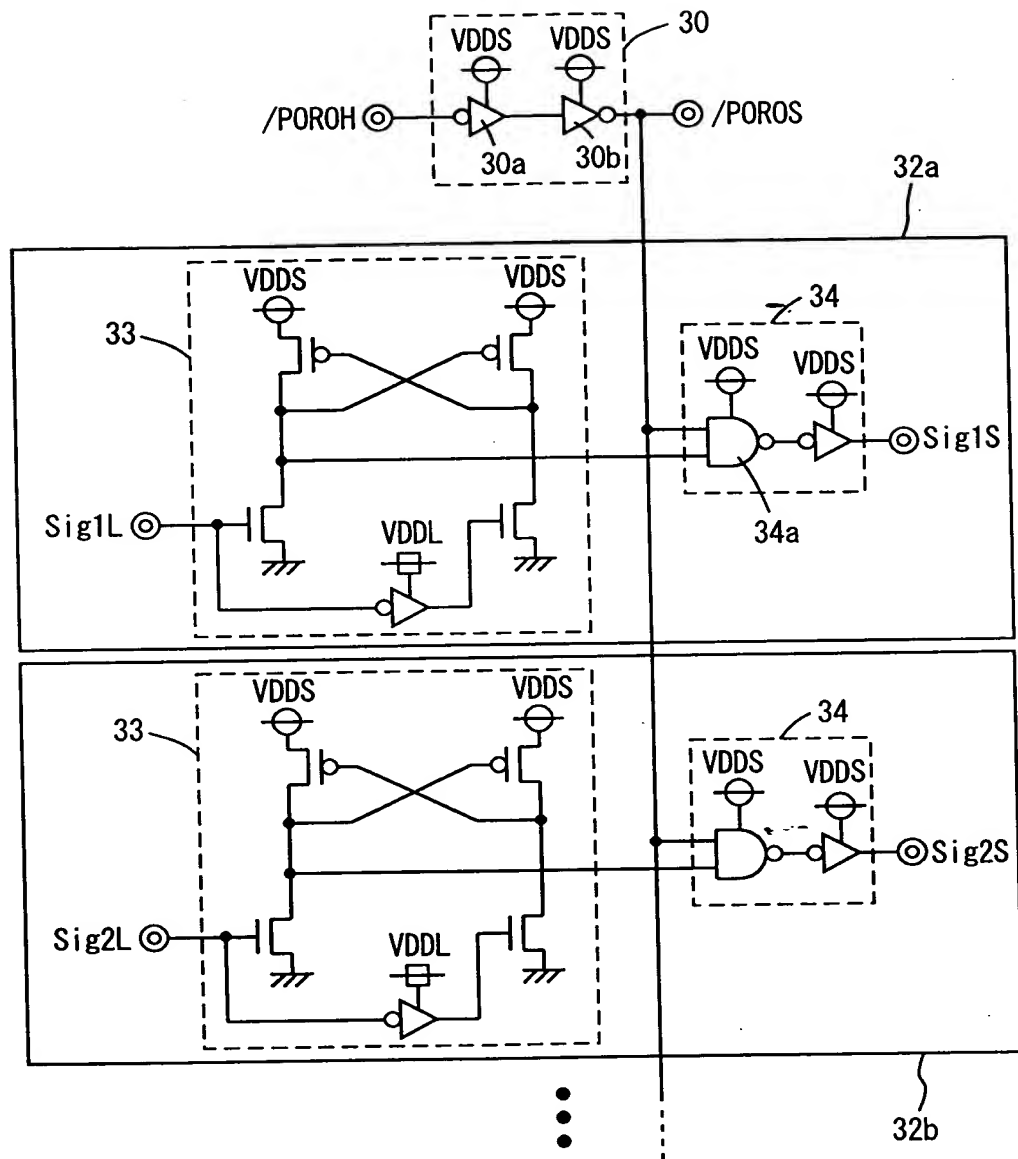 30
VDDS VDDS
/POROH /POROS
30a 30b
32a
33
VDDS VDDS
34
VDDS VDDS
Sig1S
34a
Sig1L
VDDL
33
VDDS VDDS
34
VDDS VDDS
Sig2S
Sig2L
VDDL
32b